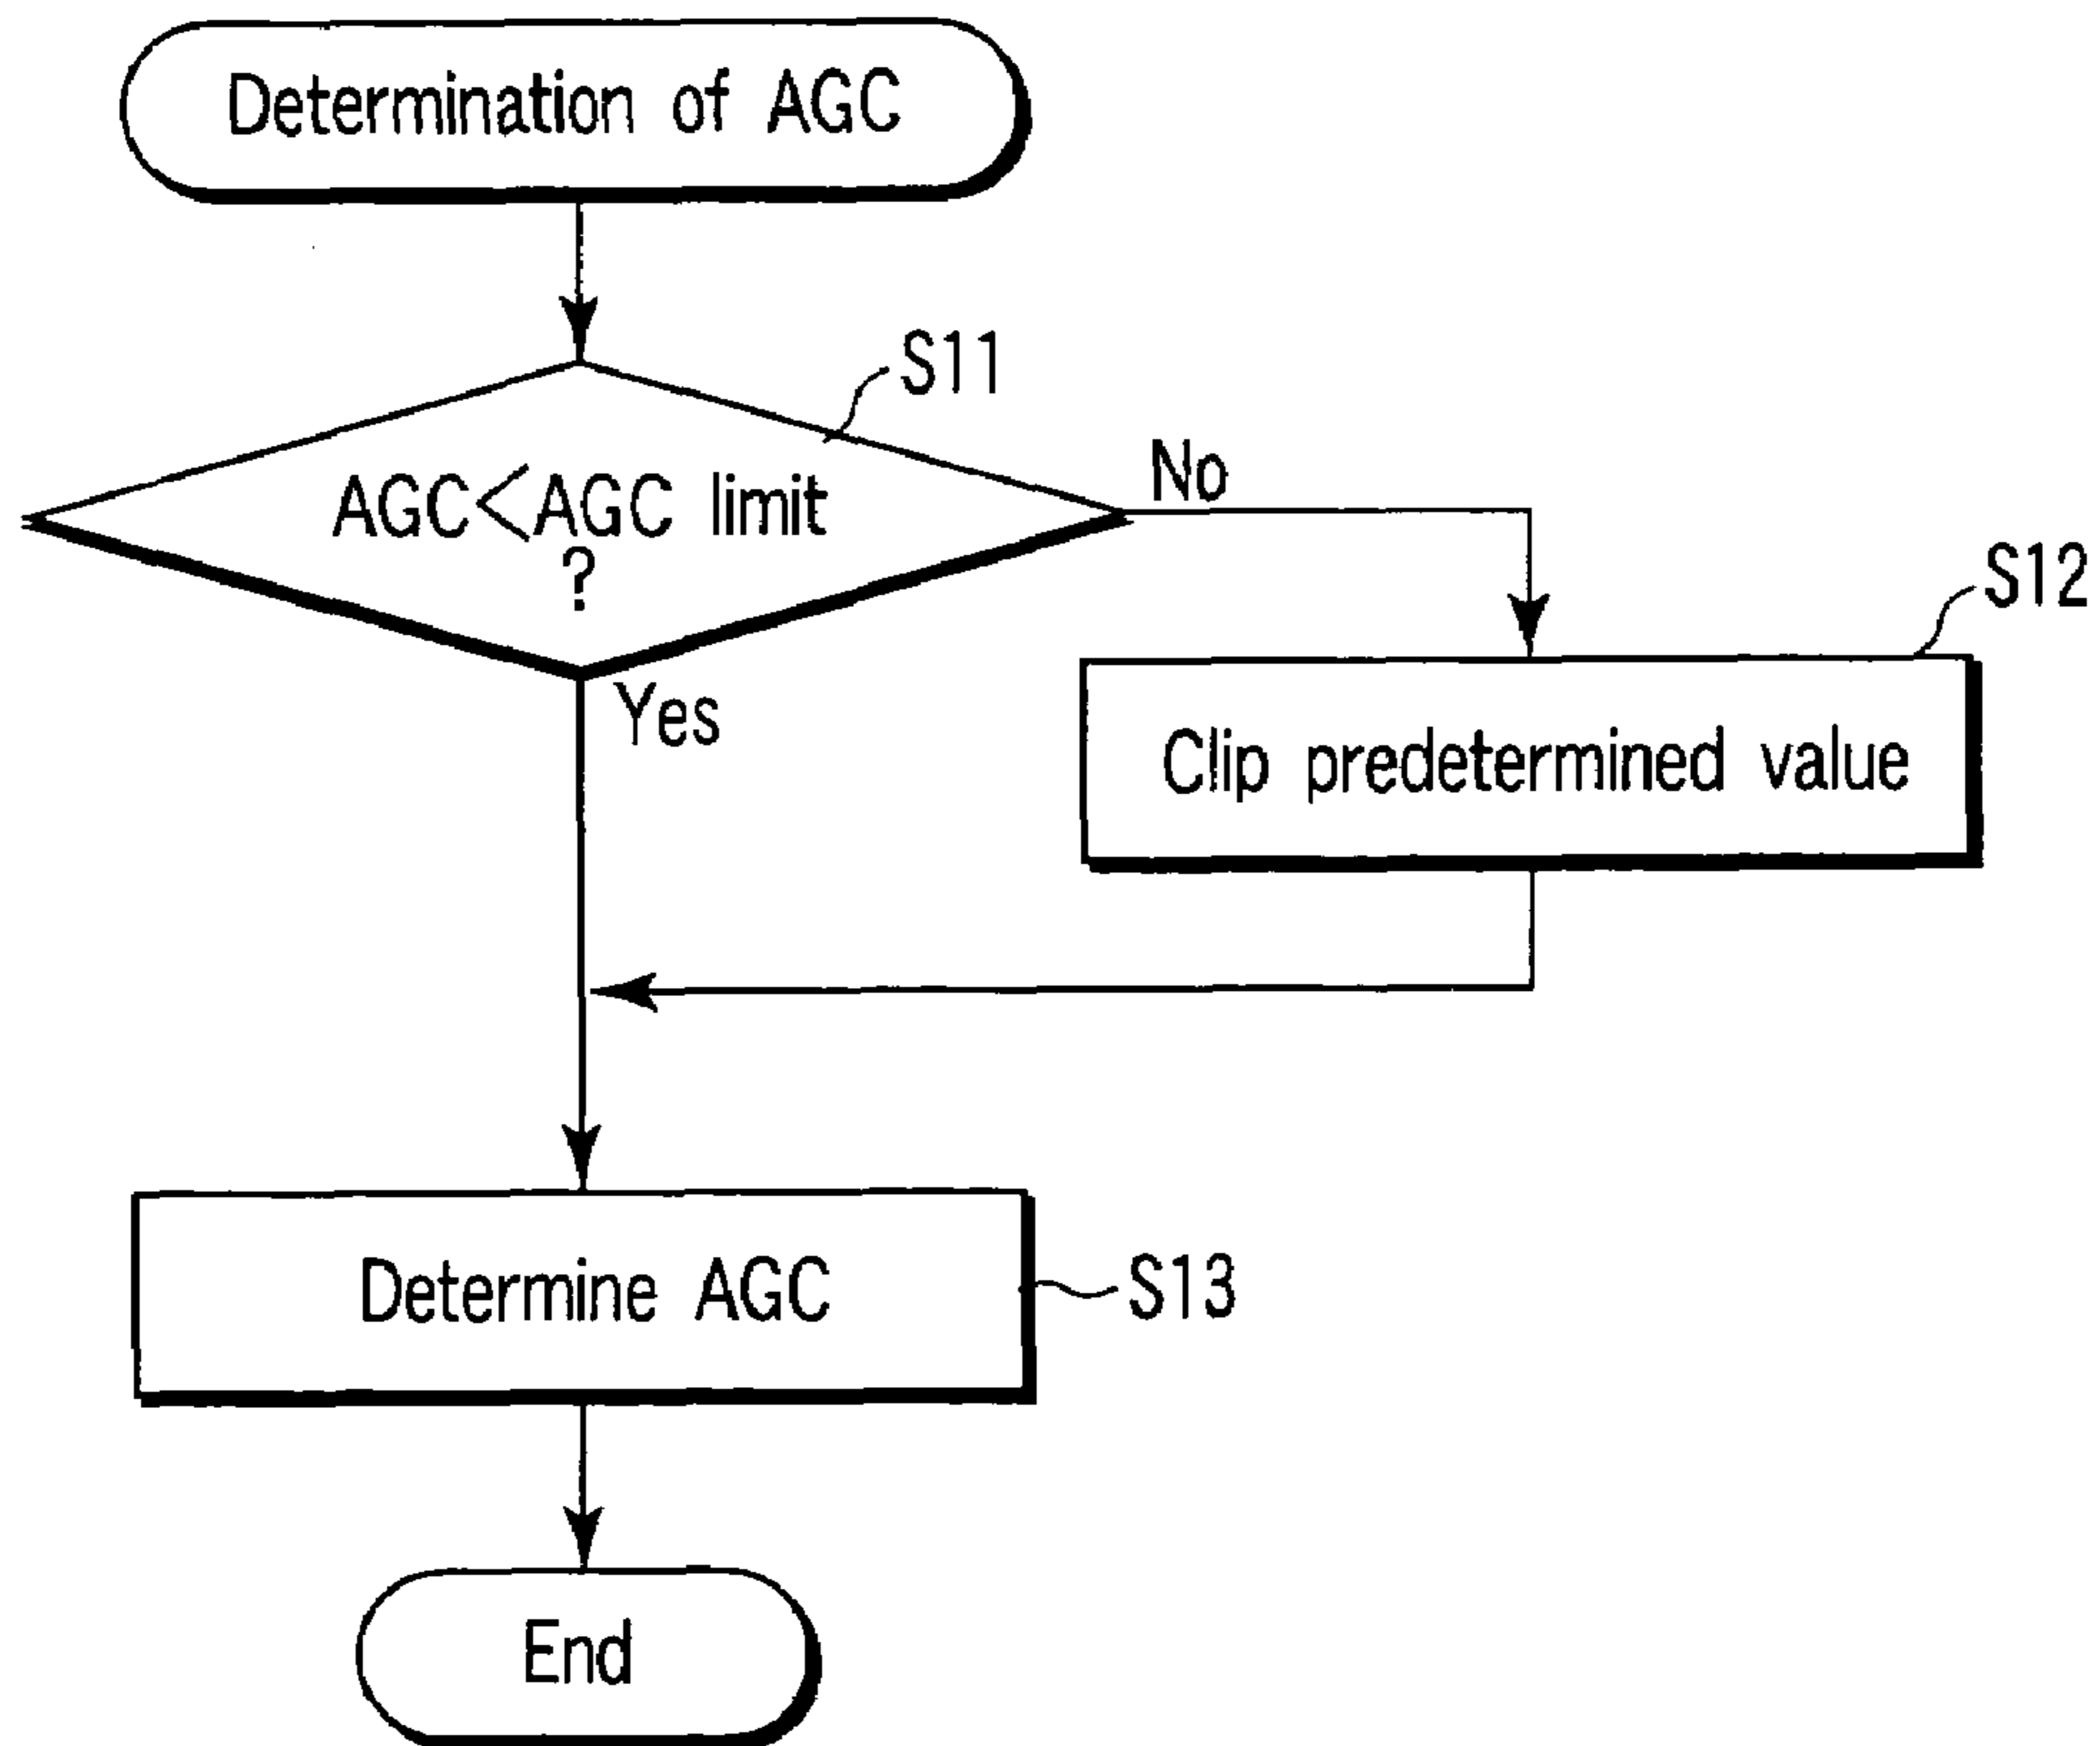 Determination of AGC
S11
AGC<AGC limit
?
No
Yes
S12
Clip predetermined value
Determine AGC
S13
End